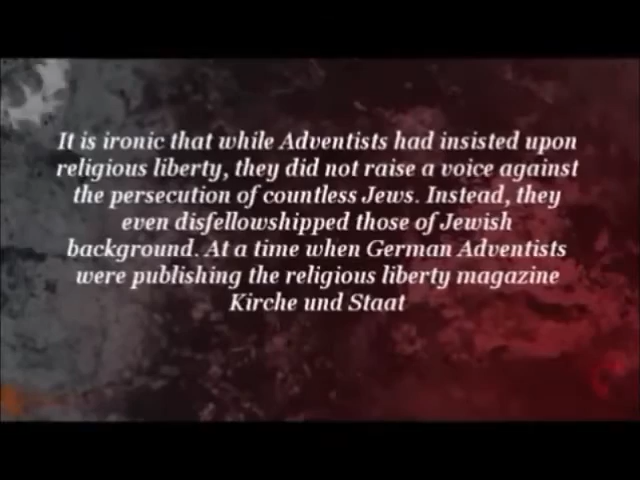 It is ironic that while Adventists had insisted upon
religious liberty, they did not raise a voice against
the persecution of countless Jews. Instead, they
even disfellowshipped those of Jewish
background. At a time when German Adventists
were publishing the religious liberty magazine
Kirche und Staat